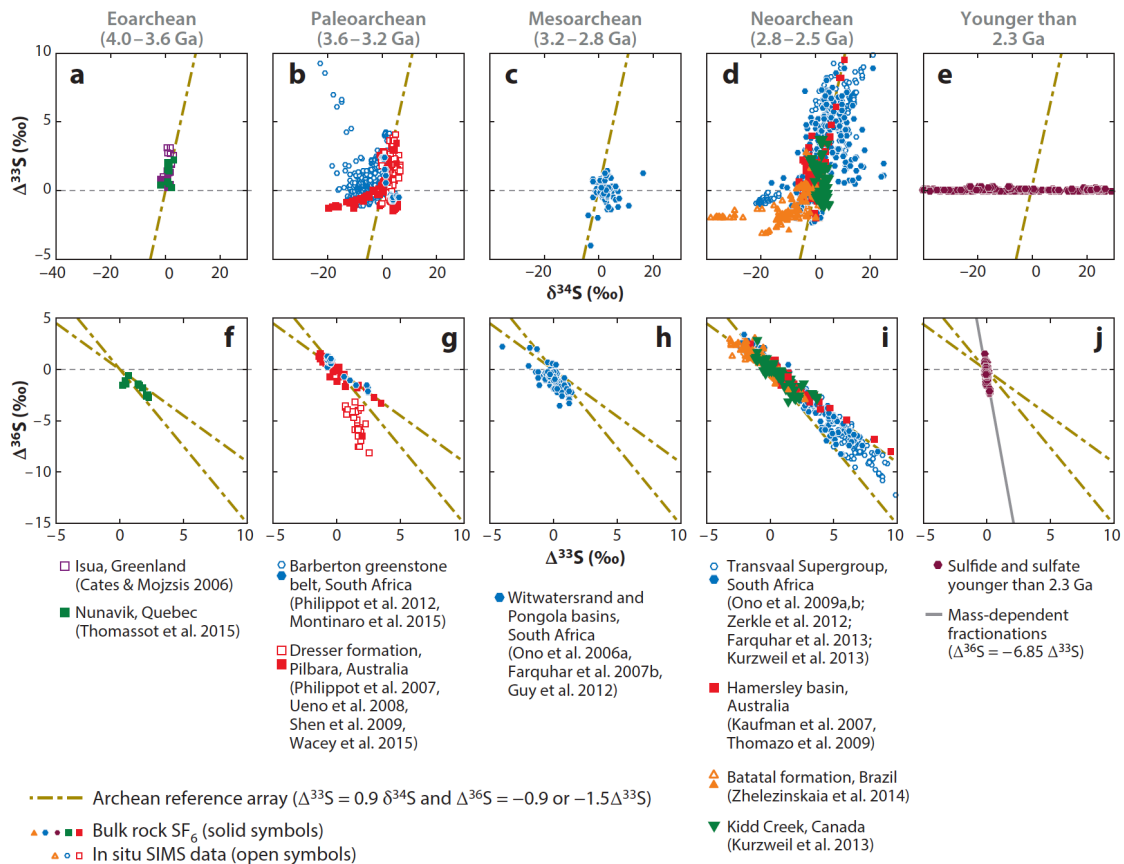 Eoarchean
(4.0–3.6 Ga)
Paleoarchean
(3.6–3.2 Ga)
Mesoarchean
(3.2–2.8 Ga)
Neoarchean
(2.8–2.5 Ga)
Younger than
2.3 Ga
a
b
c
d
e
10
5
0
−5
Δ³³S (‰)
−40
−20
0
20
−40
−20
0
20
−40
−20
0
20
−40
−20
0
20
−40
−20
0
20
δ³⁴S (‰)
f
g
h
i
j
5
0
−5
−10
−15
Δ³⁶S (‰)
−5
0
5
10
−5
0
5
10
−5
0
5
10
−5
0
5
10
−5
0
5
10
Δ³³S (‰)
Isua, Greenland
(Cates & Mojzsis 2006)
Nunavik, Quebec
(Thomassot et al. 2015)
Barberton greenstone
belt, South Africa
(Philippot et al. 2012,
Montinaro et al. 2015)
Dresser formation,
Pilbara, Australia
(Philippot et al. 2007,
Ueno et al. 2008,
Shen et al. 2009,
Wacey et al. 2015)
Witwatersrand and
Pongola basins,
South Africa
(Ono et al. 2006a,
Farquhar et al. 2007b,
Guy et al. 2012)
Transvaal Supergroup,
South Africa
(Ono et al. 2009a,b;
Zerkle et al. 2012;
Farquhar et al. 2013;
Kurzweil et al. 2013)
Hamersley basin,
Australia
(Kaufman et al. 2007,
Thomazo et al. 2009)
Batatal formation, Brazil
(Zhelezinskaia et al. 2014)
Kidd Creek, Canada
(Kurzweil et al. 2013)
Sulfide and sulfate
younger than 2.3 Ga
Mass-dependent
fractionations
(Δ³⁶S = −6.85 Δ³³S)
Archean reference array (Δ³³S = 0.9 δ³⁴S and Δ³⁶S = −0.9 or −1.5Δ³³S)
Bulk rock SF₆ (solid symbols)
In situ SIMS data (open symbols)